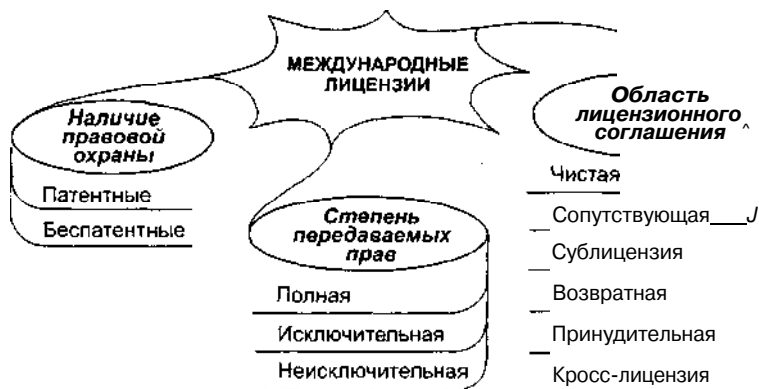 МЕЖДУНАРОДНЫЕ
ЛИЦЕНЗИИ
Наличие
правовой
охраны
Патентные
Беспатентные
Степень
передаваемых
прав
Полная
Исключительная
Неисключительная
Область
лицензионного
соглашения ^
Чистая
Сопутствующая___J
Сублицензия
Возвратная
Принудительная
Кросс-лицензия